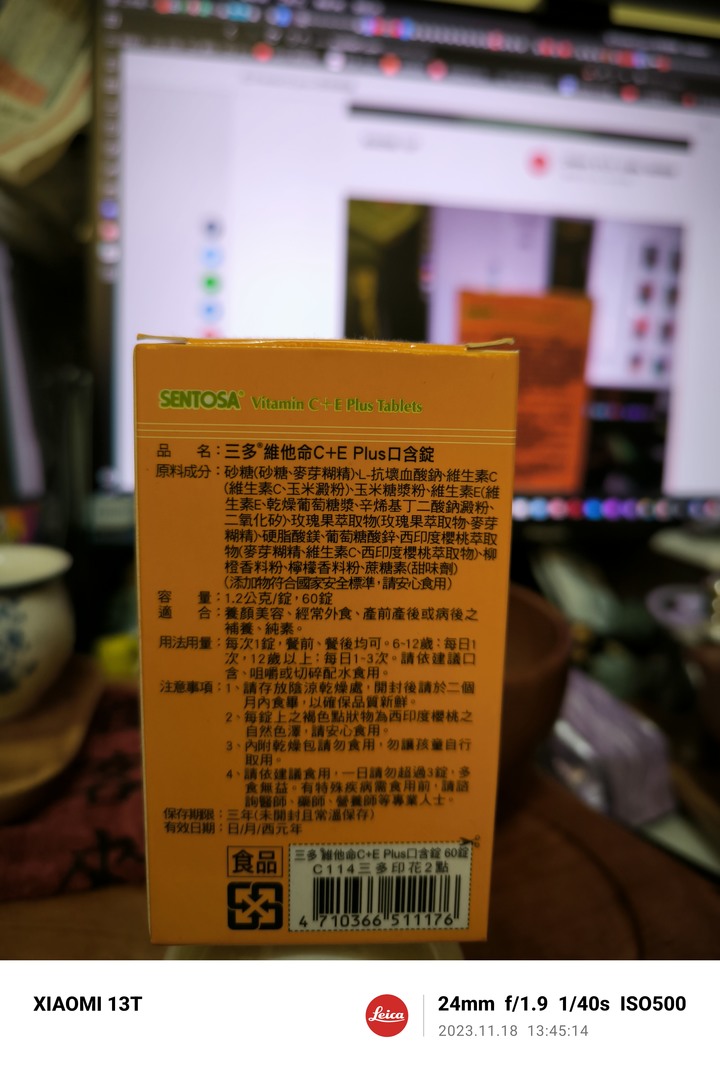 SENTOSA® Vitamin C+E Plus Tablets
品　名：三多®維他命C+E Plus口含錠
原料成分：砂糖(砂糖、麥芽糊精)、L-抗壞血酸鈉、維生素C
(維生素C、玉米澱粉)、玉米糖漿粉、維生素E(維
生素E、乾燥葡萄糖漿、辛烯基丁二酸鈉澱粉、
二氧化矽)、玫瑰果萃取物(玫瑰果萃取物、麥芽
糊精)、硬脂酸鎂、葡萄糖酸鋅、西印度櫻桃萃取
物(麥芽糊精、維生素C、西印度櫻桃萃取物)、柳
橙香料粉、檸檬香料粉、蔗糖素(甜味劑)
(添加物符合國家安全標準，請安心食用)
容　量：1.2公克/錠，60錠
適　合：養顏美容、經常外食、產前產後或病後之
補養、純素。
用法用量：每次1錠，餐前、餐後均可。6-12歲：每日1
次，12歲以上：每日1-3次。請依建議口
含、咀嚼或切碎配水食用。
注意事項：1、請存放陰涼乾燥處，開封後請於二個
月內食畢，以確保品質新鮮。
2、每錠上之褐色點狀物為西印度櫻桃之
自然色澤，請安心食用。
3、內附乾燥包請勿食用，勿讓孩童自行
取用。
4、請依建議食用，一日請勿超過3錠，多
食無益。有特殊疾病需食用前，請諮
詢醫師、藥師、營養師等專業人士。
保存期限：三年(未開封且常溫保存)
有效日期：日/月/西元年
食品
三多®維他命C+E Plus口含錠 60錠
C114三多印花2點
4 710366 511176
XIAOMI 13T
Leica
24mm f/1.9 1/40s ISO500
2023.11.18 13:45:14